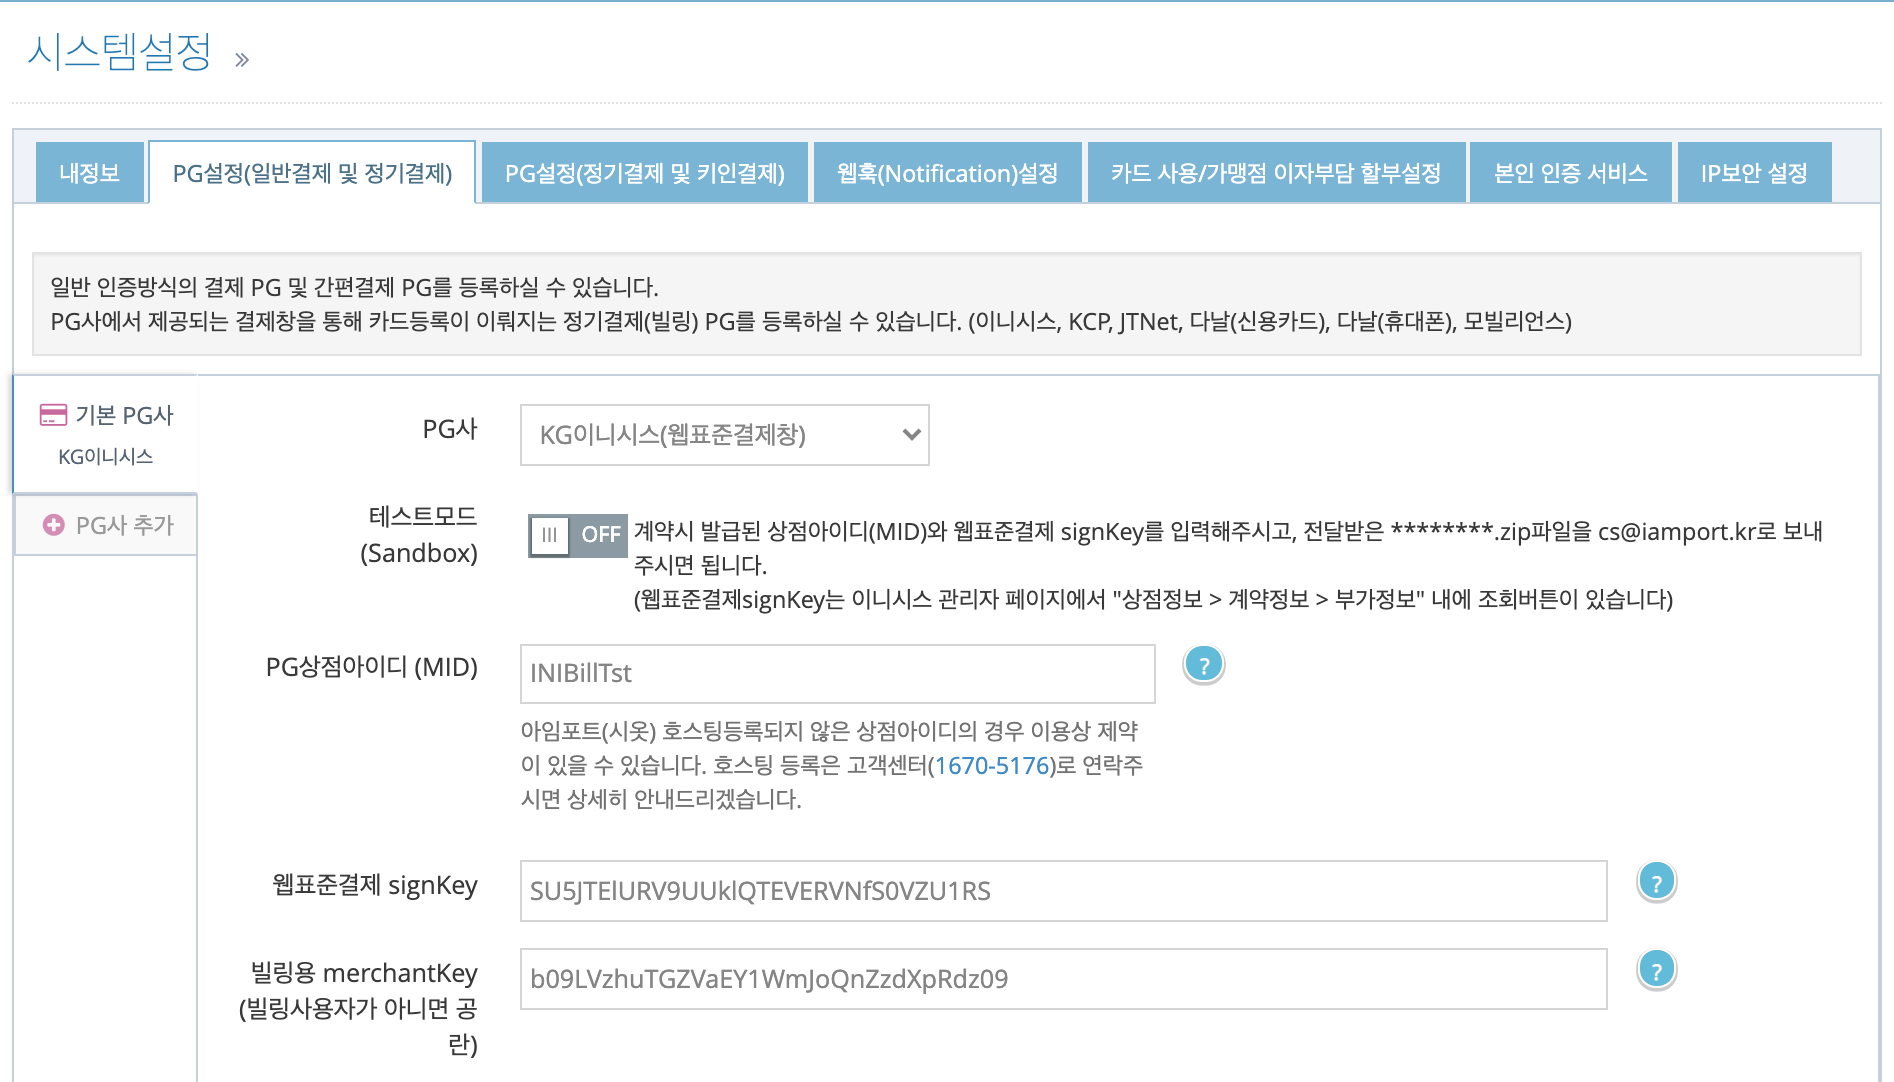 시스템설정 »
내정보
PG설정(일반결제 및 정기결제)
PG설정(정기결제 및 키인결제)
웹훅(Notification)설정
카드 사용/가맹점 이자부담 할부설정
본인 인증 서비스
IP보안 설정
일반 인증방식의 결제 PG 및 간편결제 PG를 등록하실 수 있습니다.
PG사에서 제공되는 결제창을 통해 카드등록이 이뤄지는 정기결제(빌링) PG를 등록하실 수 있습니다. (이니시스, KCP, JTNet, 다날(신용카드), 다날(휴대폰), 모빌리언스)
기본 PG사
KG이니시스
PG사 추가
PG사
KG이니시스(웹표준결제창)
테스트모드
(Sandbox)
OFF
계약시 발급된 상점아이디(MID)와 웹표준결제 signKey를 입력해주시고, 전달받은 ********.zip파일을 cs@iamport.kr로 보내
주시면 됩니다.
(웹표준결제signKey는 이니시스 관리자 페이지에서 "상점정보 > 계약정보 > 부가정보" 내에 조회버튼이 있습니다)
PG상점아이디 (MID)
INIBillTst
?
아임포트(시옷) 호스팅등록되지 않은 상점아이디의 경우 이용상 제약
이 있을 수 있습니다. 호스팅 등록은 고객센터(1670-5176)로 연락주
시면 상세히 안내드리겠습니다.
웹표준결제 signKey
SU5JTElURV9UUklQTEVERVNfS0VZU1RS
?
빌링용 merchantKey
(빌링사용자가 아니면 공
란)
b09LVzhuTGZVaEY1WmJoQnZzdXpRdz09
?